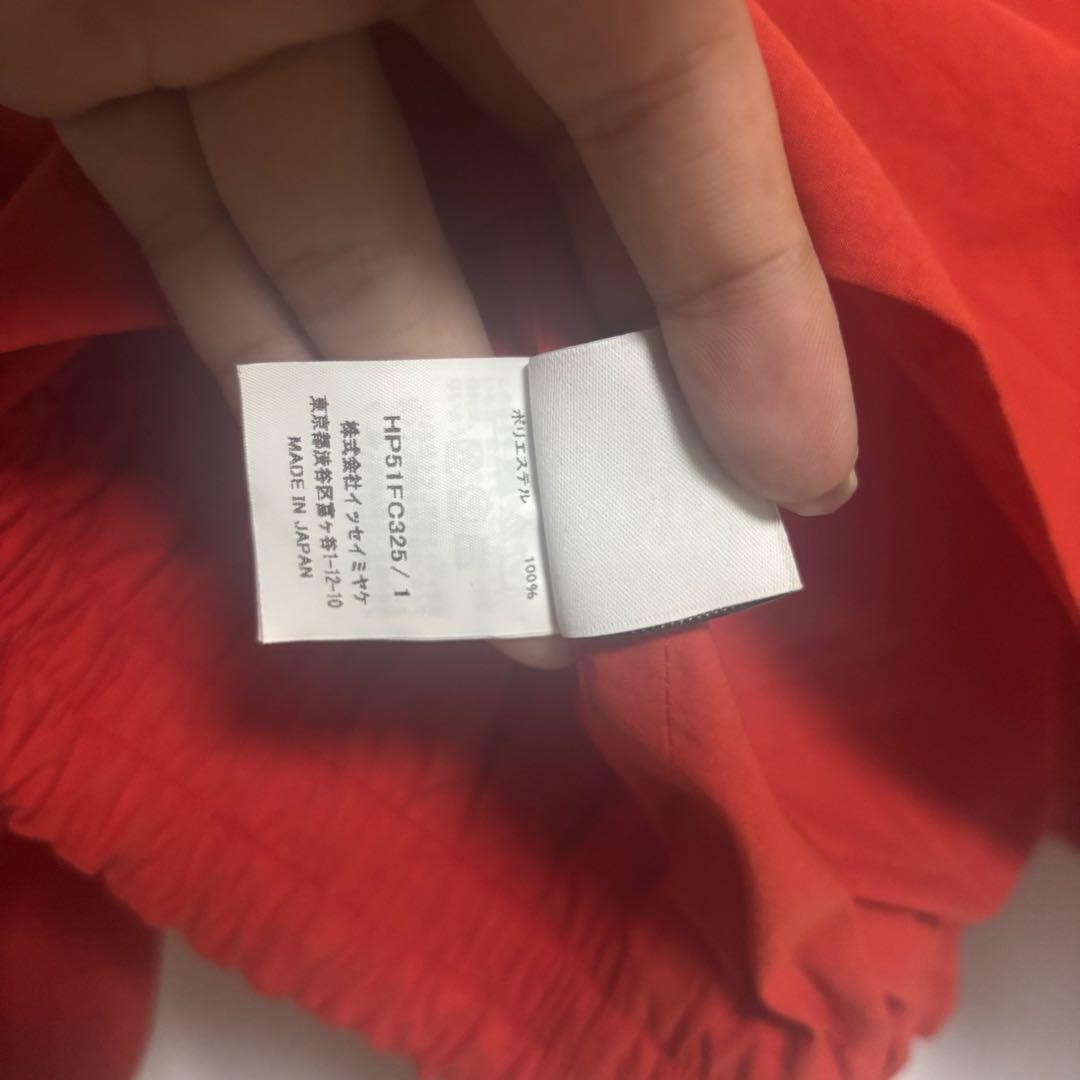 ポリエステル 100%
HP51FC325/1
株式会社イッセイミヤケ
東京都渋谷区富ヶ谷1-12-10
MADE IN JAPAN